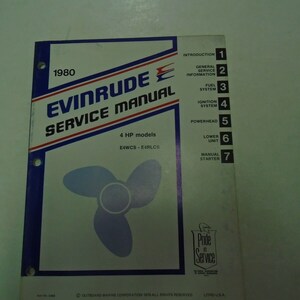 1980
EVINRUDE
SERVICE MANUAL
4 HP models
INTRODUCTION 1
GENERAL
SERVICE
INFORMATION 2
FUEL
SYSTEM 3
IGNITION
SYSTEM 4
POWERHEAD 5
LOWER
UNIT 6
MANUAL
STARTER 7
Pride
in
Service